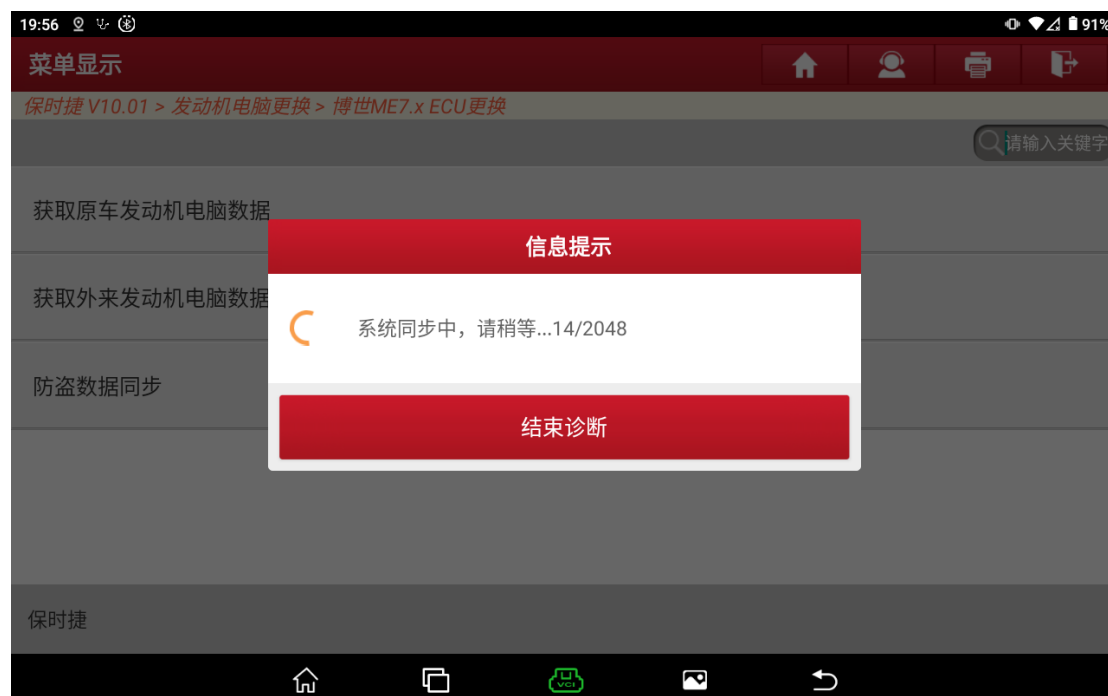 19:56
91%
菜单显示
保时捷 V10.01 > 发动机电脑更换 > 博世ME7.x ECU更换
请输入关键字
获取原车发动机电脑数据
信息提示
获取外来发动机电脑数据
系统同步中，请稍等...14/2048
防盗数据同步
结束诊断
保时捷
VCI